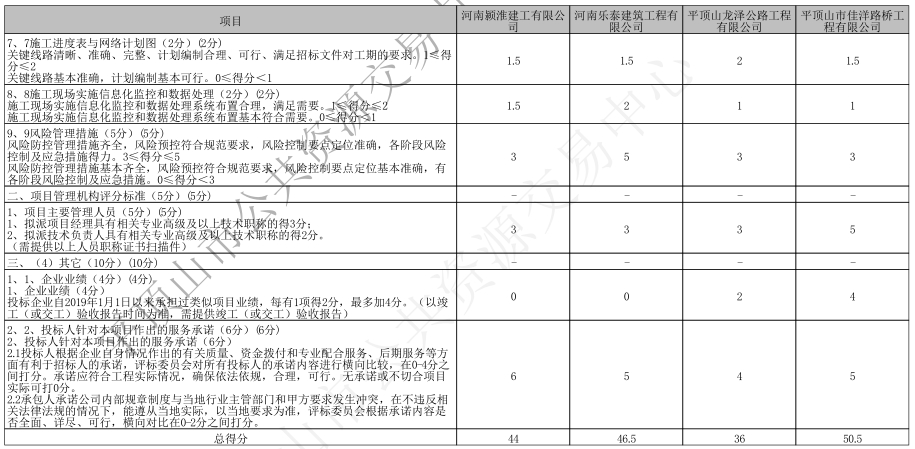 项目
河南颍淮建工有限公
司
河南乐泰建筑工程有
限公司
平顶山龙泽公路工程
有限公司
平顶山市佳洋路桥工
程有限公司
7、7施工进度表与网络计划图（2分）(2分)
关键线路清晰、准确、完整、计划编制合理、可行、满足招标文件对工期的要求。1≤得
分≤2
关键线路基本准确，计划编制基本可行。0≤得分＜1
1.5
1.5
2
1.5
8、8施工现场实施信息化监控和数据处理（2分）(2分)
施工现场实施信息化监控和数据处理系统布置合理，满足需要。1≤得分≤2
施工现场实施信息化监控和数据处理系统布置基本符合需要。0≤得分≤1
1.5
2
1
1
9、9风险管理措施（5分）(5分)
风险防控管理措施齐全，风险预控符合规范要求，风险控制要点定位准确，各阶段风险
控制及应急措施得力。3≤得分≤5
风险防控管理措施基本齐全，风险预控符合规范要求，风险控制要点定位基本准确，有
各阶段风险控制及应急措施。0≤得分＜3
3
5
3
3
二、项目管理机构评分标准（5分）(5分)
-
-
-
-
1、项目主要管理人员（5分）(5分)
1、拟派项目经理具有相关专业高级及以上技术职称的得3分；
2、拟派技术负责人具有相关专业高级及以上技术职称的得2分。
（需提供以上人员职称证书扫描件）
3
3
3
5
三、（4）其它（10分）(10分)
-
-
-
-
1、1、企业业绩（4分）(4分)
1、企业业绩（4分）
投标企业自2019年1月1日以来承担过类似项目业绩，每有1项得2分，最多加4分。（以竣
工（或交工）验收报告时间为准，需提供竣工（或交工）验收报告）
0
0
2
4
2、2、投标人针对本项目作出的服务承诺（6分）(6分)
2、投标人针对本项目作出的服务承诺（6分）
2.1投标人根据企业自身情况作出的有关质量、资金拨付和专业配合服务、后期服务等方
面有利于招标人的承诺，评标委员会对所有投标人的承诺内容进行横向比较，在0-4分之
间打分。承诺应符合工程实际情况，确保依法依规，合理，可行。无承诺或不切合项目
实际可打0分。
2.2承包人承诺公司内部规章制度与当地行业主管部门和甲方要求发生冲突，在不违反相
关法律法规的情况下，能遵从当地实际，以当地要求为准，评标委员会根据承诺内容是
否全面、详尽、可行，横向对比在0-2分之间打分。
6
5
4
5
总得分
44
46.5
36
50.5
平顶山市公共资源交易中心
平顶山市公共资源交易中心